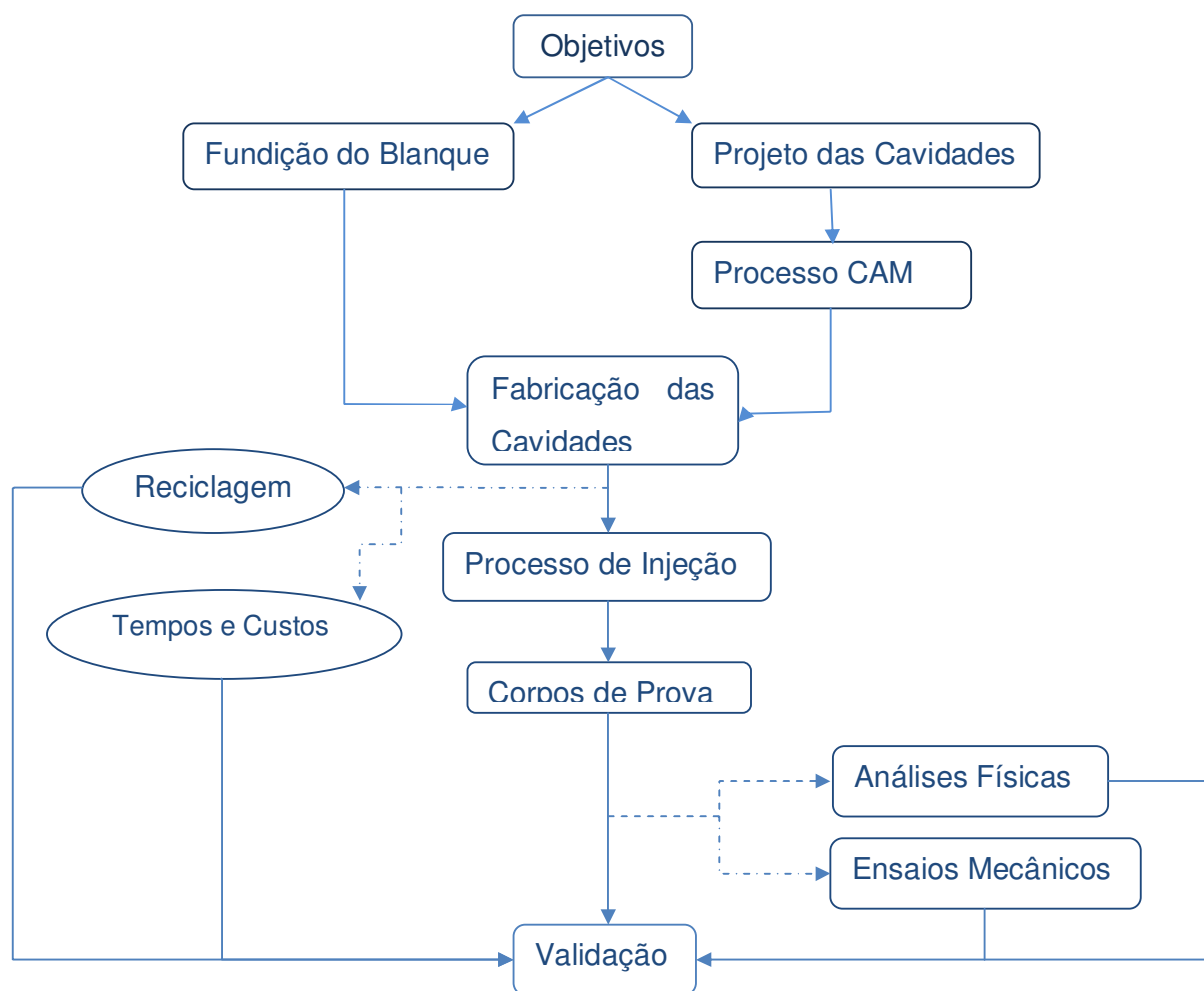 Objetivos
Fundição do Blanque
Projeto das Cavidades
Processo CAM
Fabricação das
Cavidades
Reciclagem
Processo de Injeção
Tempos e Custos
Corpos de Prova
Análises Físicas
Ensaios Mecânicos
Validação